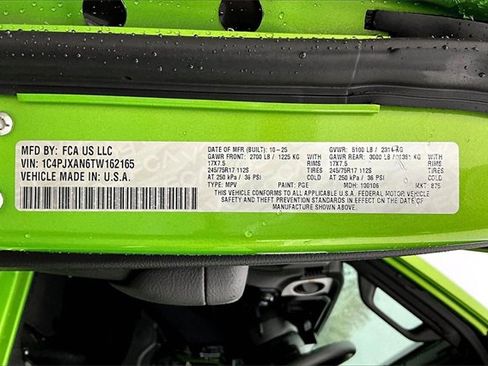 MFD BY: FCA US LLC
VIN: 1C4PJXAN6TW162165
VEHICLE MADE IN: U.S.A.
DATE OF MFR (BUILT): 10-25 GVWR: 5100 LB / 2314 KG
GAWR FRONT: 2700 LB / 1225 KG GAWR REAR: 3000 LB / 1361 KG
17X7.5 RIMS 17X7.5 RIMS
245/75R17 112S TIRES 245/75R17 112S TIRES
AT 250 kPa / 36 PSI COLD AT 250 kPa / 36 PSI COLD
TYPE: MPV PAINT: PGE MDH: 100106 MKT: 875
THIS VEHICLE CONFORMS TO ALL APPLICABLE U.S.A. FEDERAL MOTOR VEHICLE
SAFETY AND THEFT PREVENTION STANDARDS IN EFFECT ON THE DATE OF
MANUFACTURE SHOWN ABOVE.